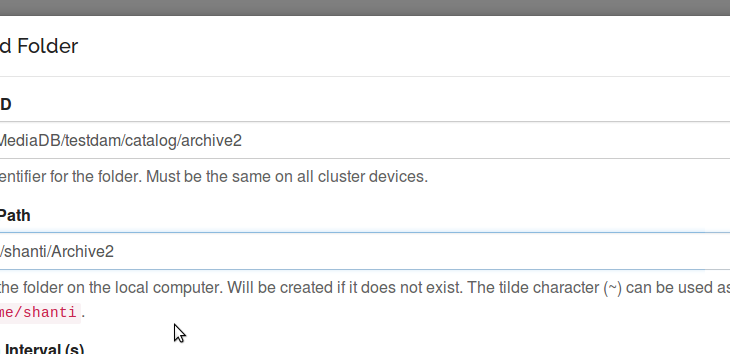 d Folder
D
MediaDB/testdam/catalog/archive2
entifier for the folder. Must be the same on all cluster devices.
Path
/shanti/Archive2
the folder on the local computer. Will be created if it does not exist. The tilde character (~) can be used as
me/shanti.
Interval (s)